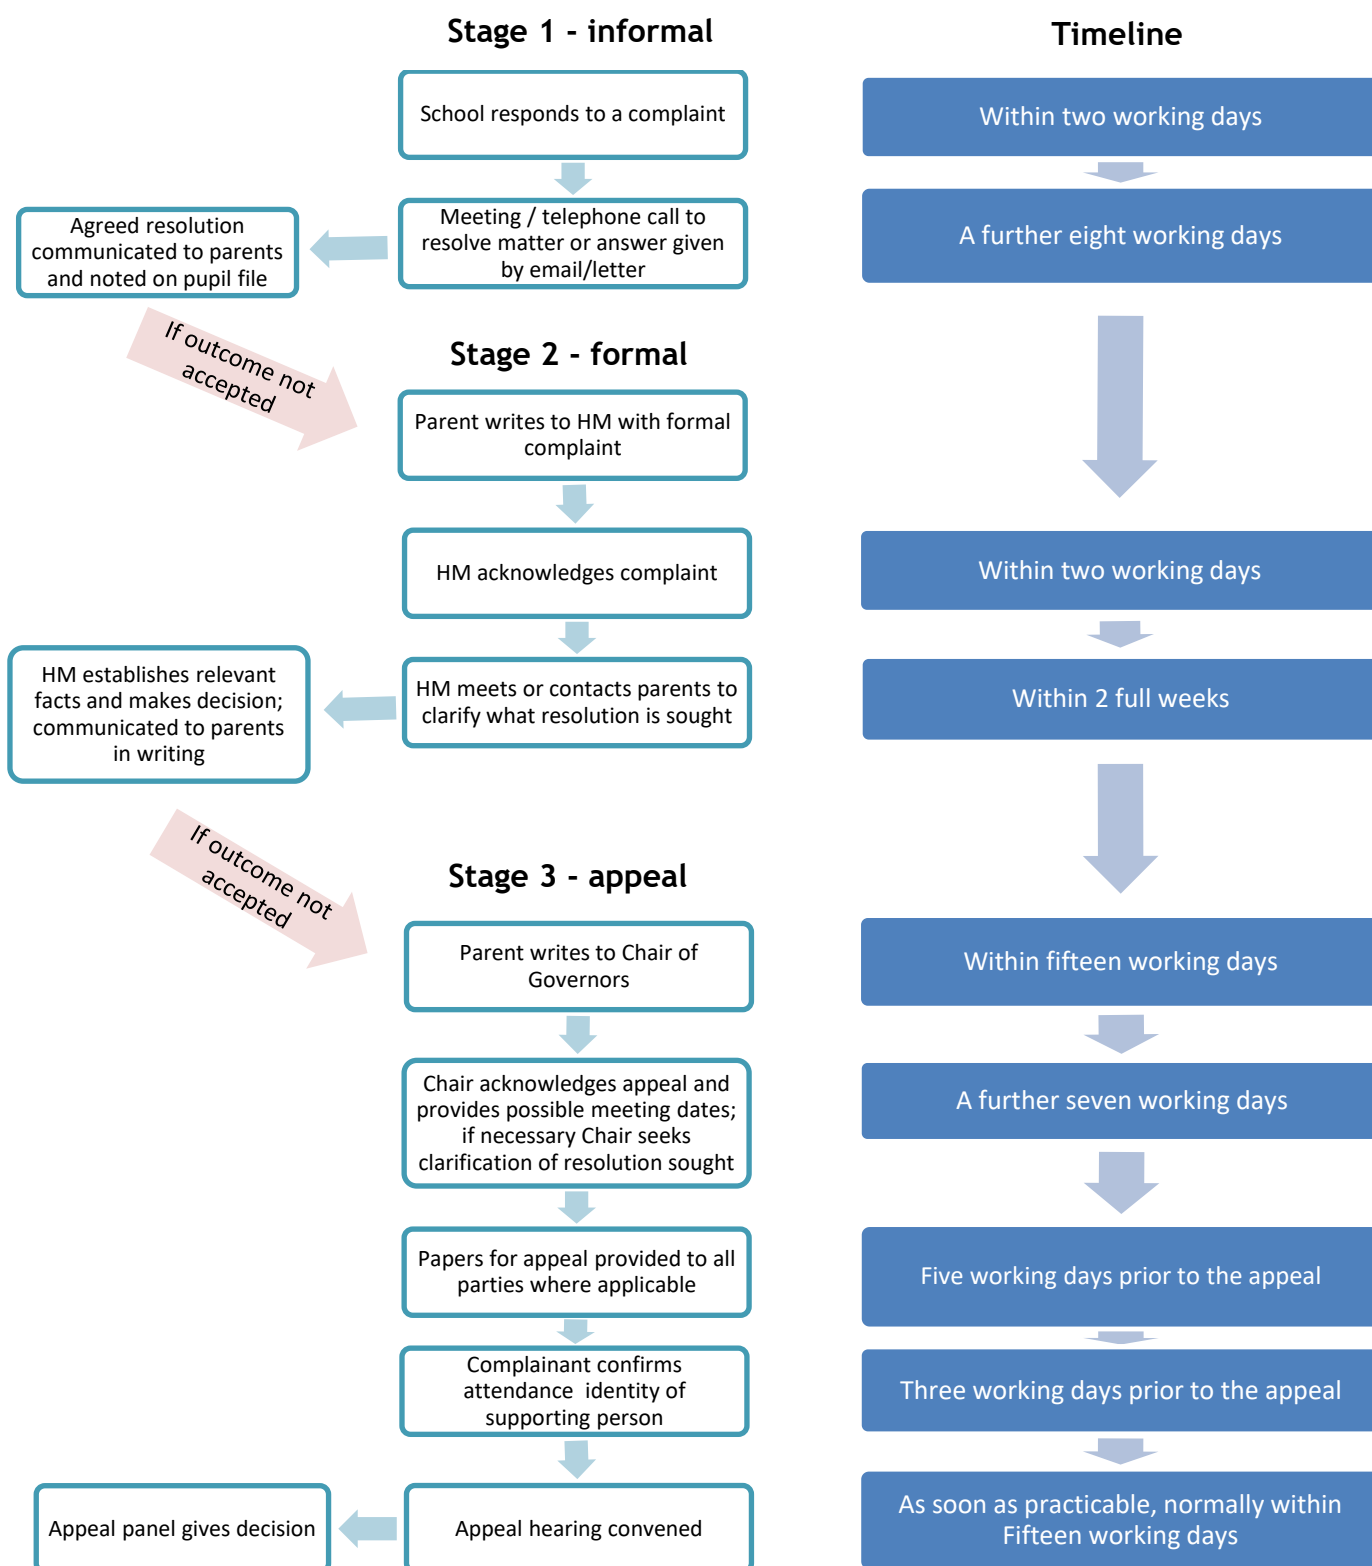 Stage 1 - informal
Timeline
School responds to a complaint
Within two working days
Meeting / telephone call to
resolve matter or answer given
by email/letter
Agreed resolution
communicated to parents
and noted on pupil file
A further eight working days
If outcome not
accepted
Stage 2 - formal
Parent writes to HM with formal
complaint
HM acknowledges complaint
Within two working days
HM meets or contacts parents to
clarify what resolution is sought
HM establishes relevant
facts and makes decision;
communicated to parents
in writing
Within 2 full weeks
If outcome not
accepted
Stage 3 - appeal
Parent writes to Chair of
Governors
Within fifteen working days
Chair acknowledges appeal and
provides possible meeting dates;
if necessary Chair seeks
clarification of resolution sought
A further seven working days
Papers for appeal provided to all
parties where applicable
Five working days prior to the appeal
Complainant confirms
attendance  identity of
supporting person
Three working days prior to the appeal
Appeal hearing convened
Appeal panel gives decision
As soon as practicable, normally within
Fifteen working days